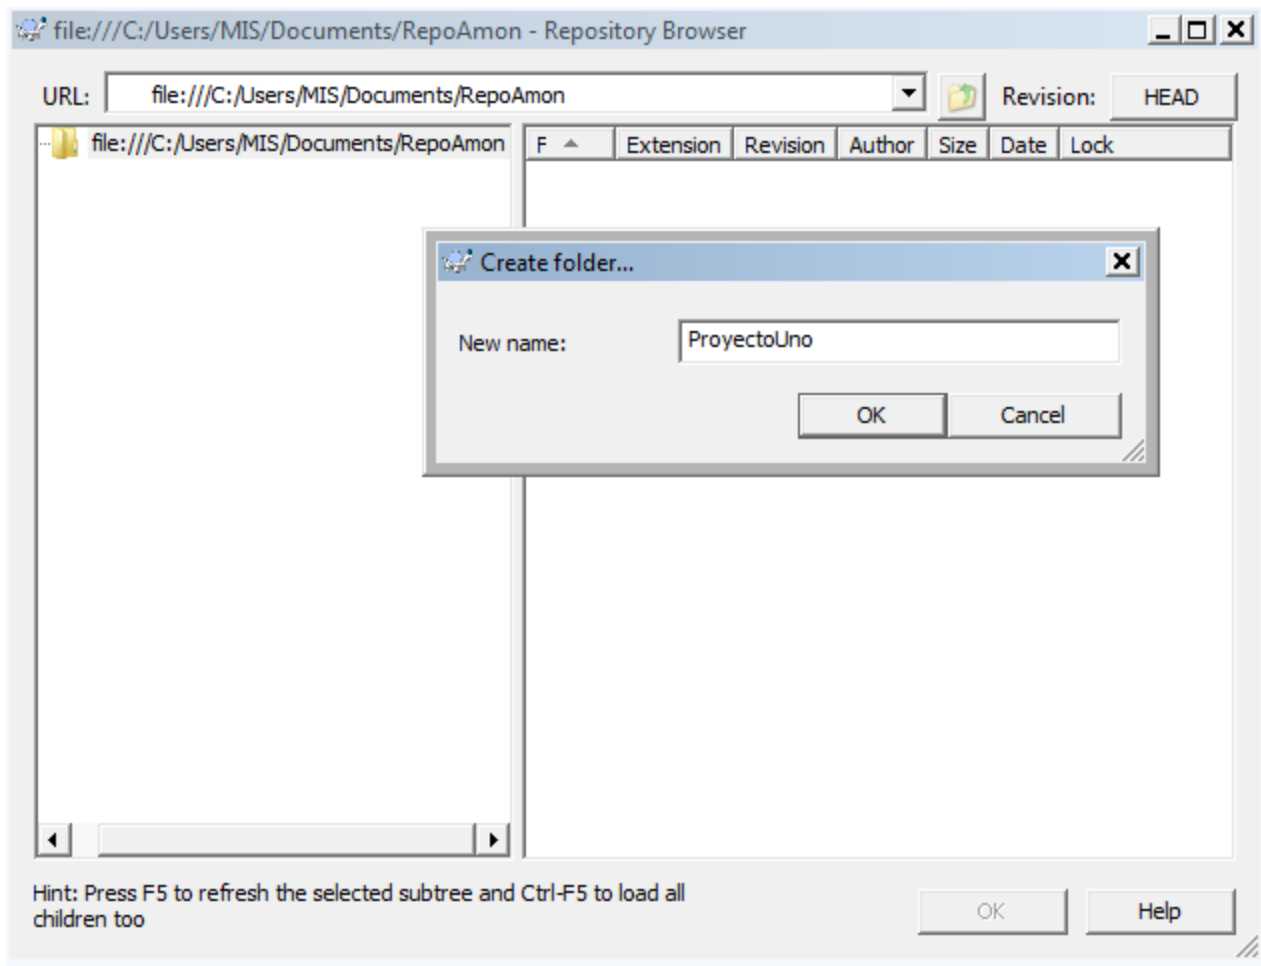 file:///C:/Users/MIS/Documents/RepoAmon - Repository Browser
URL: file:///C:/Users/MIS/Documents/RepoAmon Revision: HEAD
file:///C:/Users/MIS/Documents/RepoAmon
F Extension Revision Author Size Date Lock
Create folder...
New name: ProyectoUno
OK Cancel
Hint: Press F5 to refresh the selected subtree and Ctrl-F5 to load all
children too
OK Help